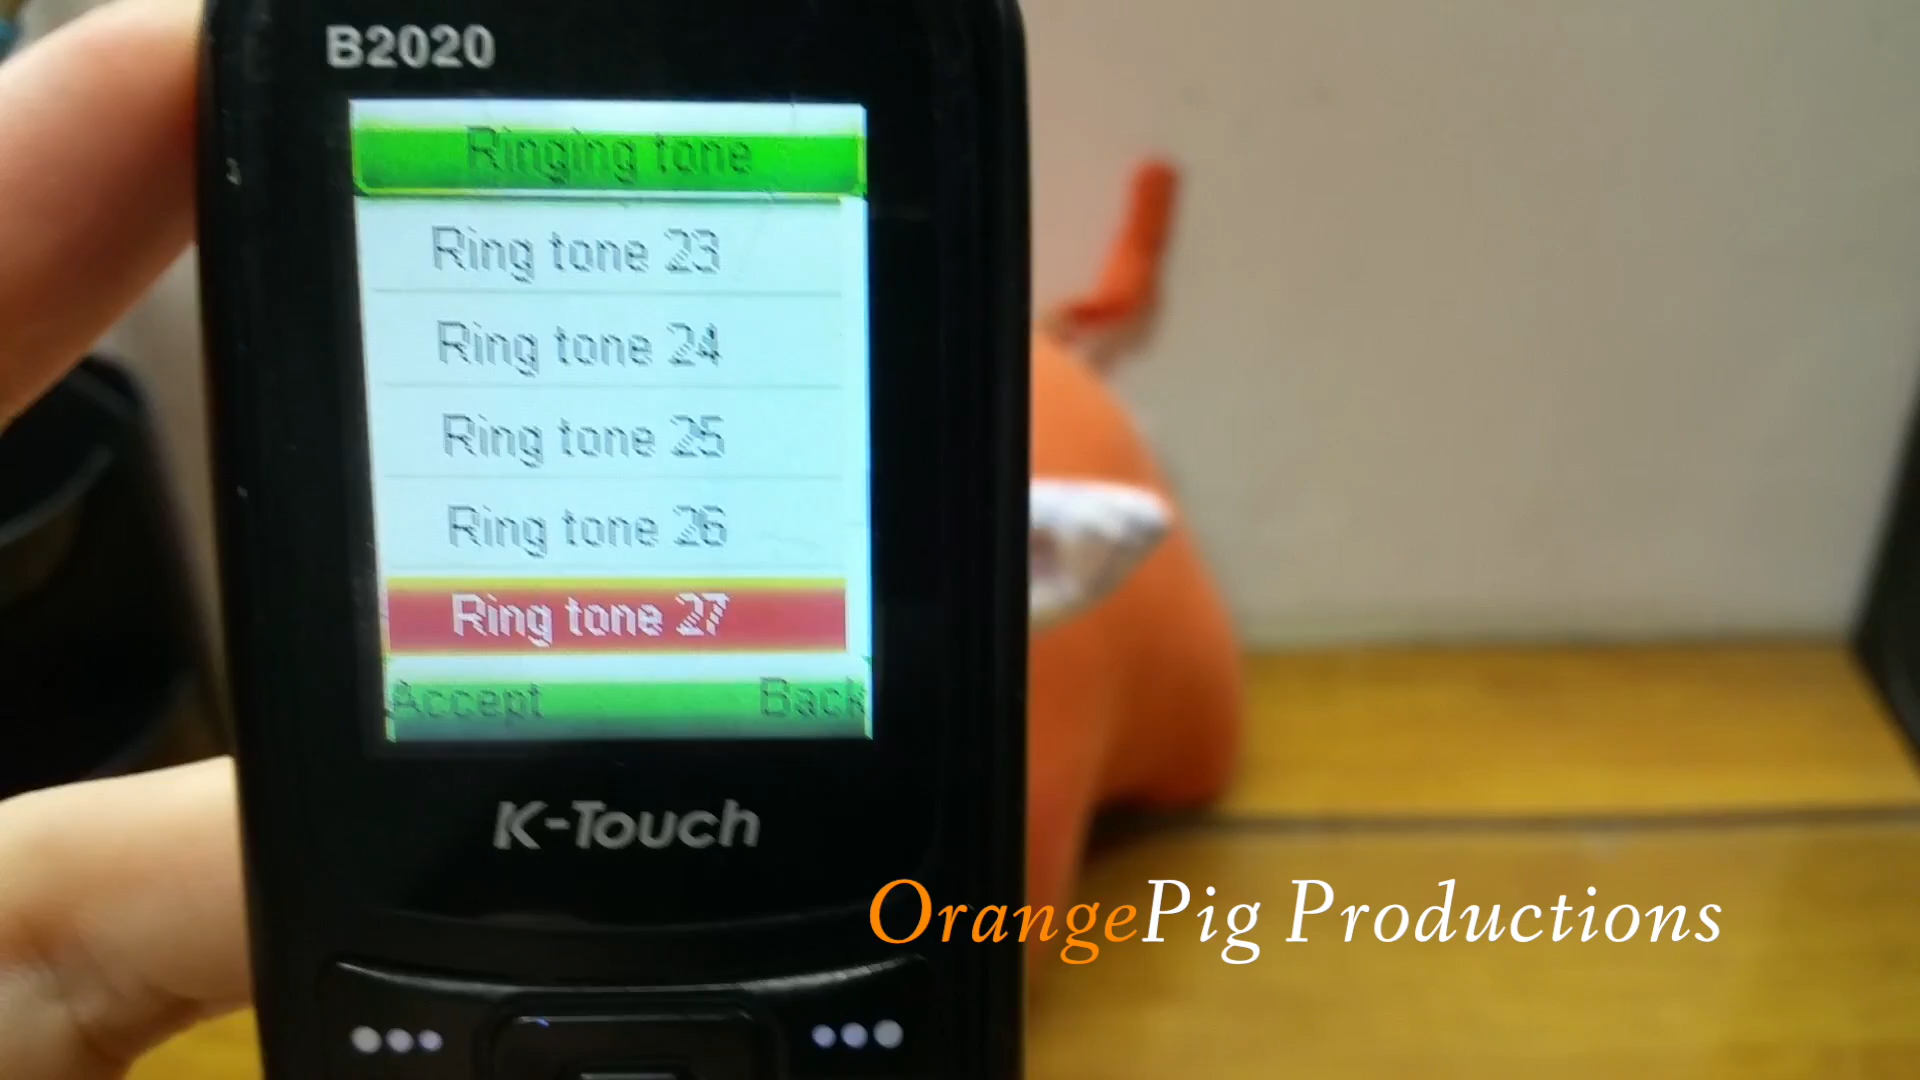 B2020
Ringing tone
Ring tone 23
Ring tone 24
Ring tone 25
Ring tone 26
Ring tone 27
Accept Back
K-Touch
OrangePig Productions